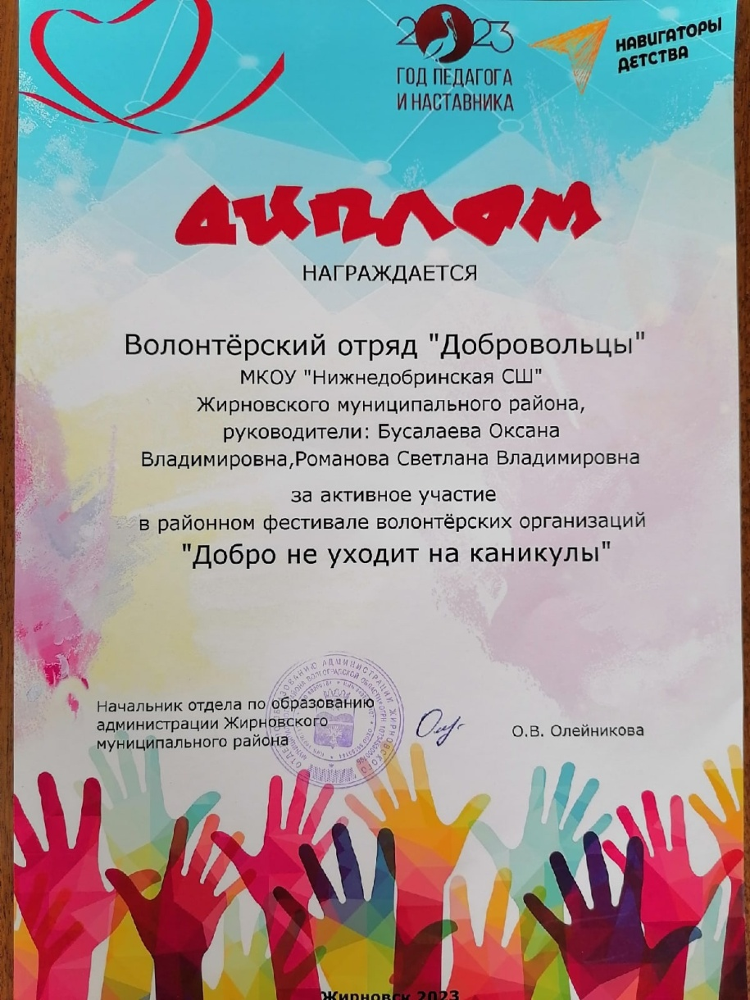 2023
ГОД ПЕДАГОГА
И НАСТАВНИКА
НАВИГАТОРЫ
ДЕТСТВА
ДИПЛОМ
НАГРАЖДАЕТСЯ
Волонтёрский отряд "Добровольцы"
МКОУ "Нижнедобринская СШ"
Жирновского муниципального района,
руководители: Бусалаева Оксана
Владимировна,Романова Светлана Владимировна
за активное участие
в районном фестивале волонтёрских организаций
"Добро не уходит на каникулы"
Начальник отдела по образованию
администрации Жирновского
муниципального района
О.В. Олейникова
Жирновск 2023